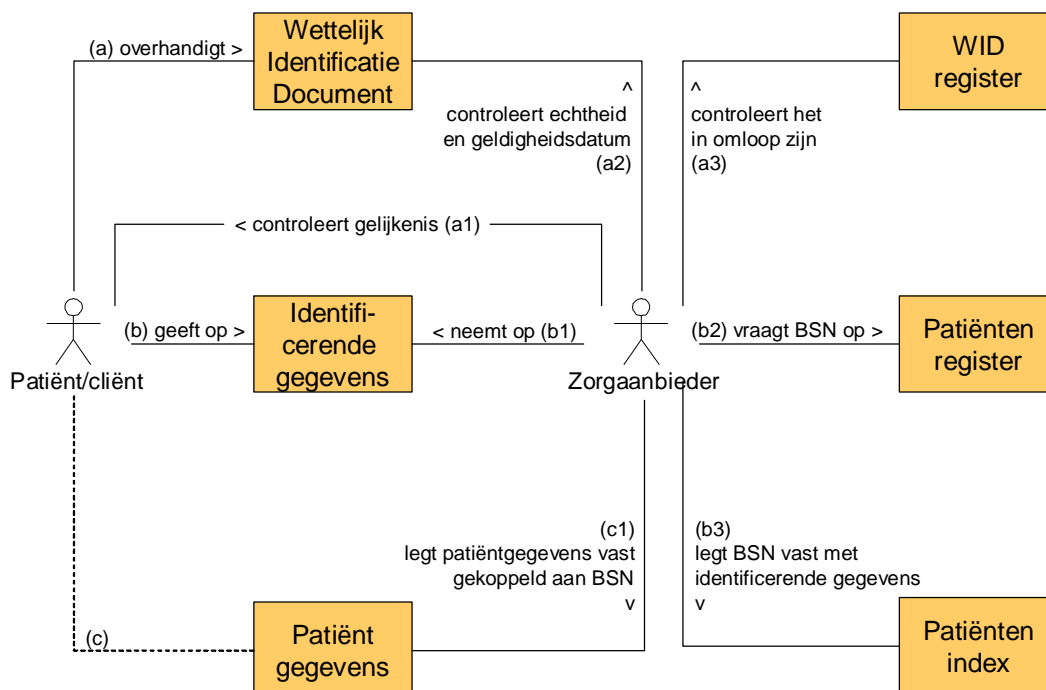 (a) overhandigt >
Wettelijk
Identificatie
Document
^
controleert echtheid
en geldigheidsdatum
(a2)
^
controleert het
in omloop zijn
(a3)
WID
register
< controleert gelijkenis (a1)
Patiënt/cliënt
(b) geeft op >
Identifi-
cerende
gegevens
< neemt op (b1)
Zorgaanbieder
(b2) vraagt BSN op >
Patiënten
register
(c)
Patiënt
gegevens
(c1)
legt patiëntgegevens vast
gekoppeld aan BSN
v
(b3)
legt BSN vast met
identificerende gegevens
v
Patiënten
index